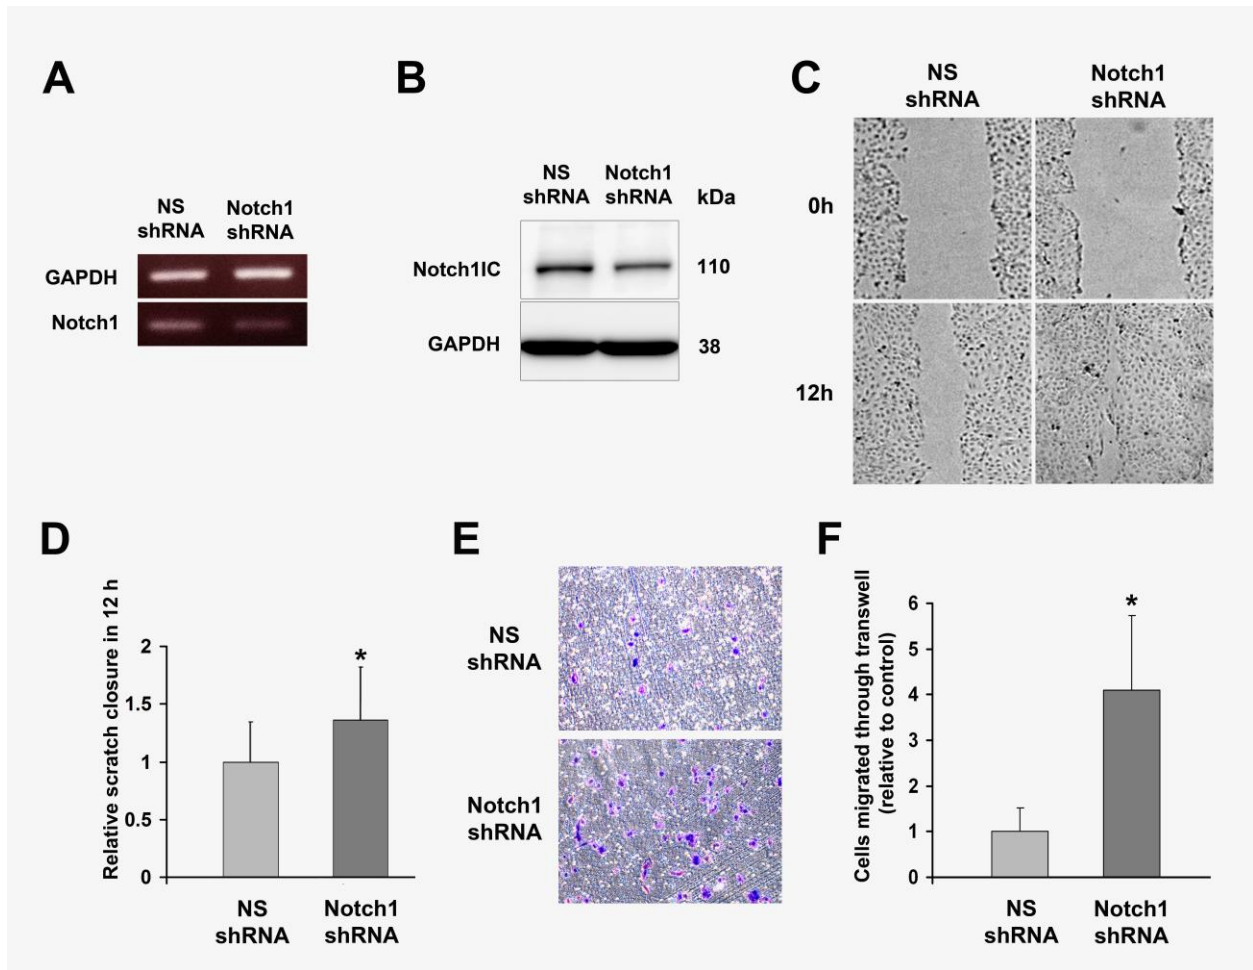 A
NS
shRNA
Notch1
shRNA
GAPDH
Notch1
B
NS
shRNA
Notch1
shRNA
kDa
Notch1IC
110
GAPDH
38
C
NS
shRNA
Notch1
shRNA
0h
12h
D
Relative scratch closure in 12 h
2
*
1.5
1
0.5
0
NS
shRNA
Notch1
shRNA
E
NS
shRNA
Notch1
shRNA
F
Cells migrated through transwell
(relative to control)
6
*
5
4
3
2
1
0
NS
shRNA
Notch1
shRNA